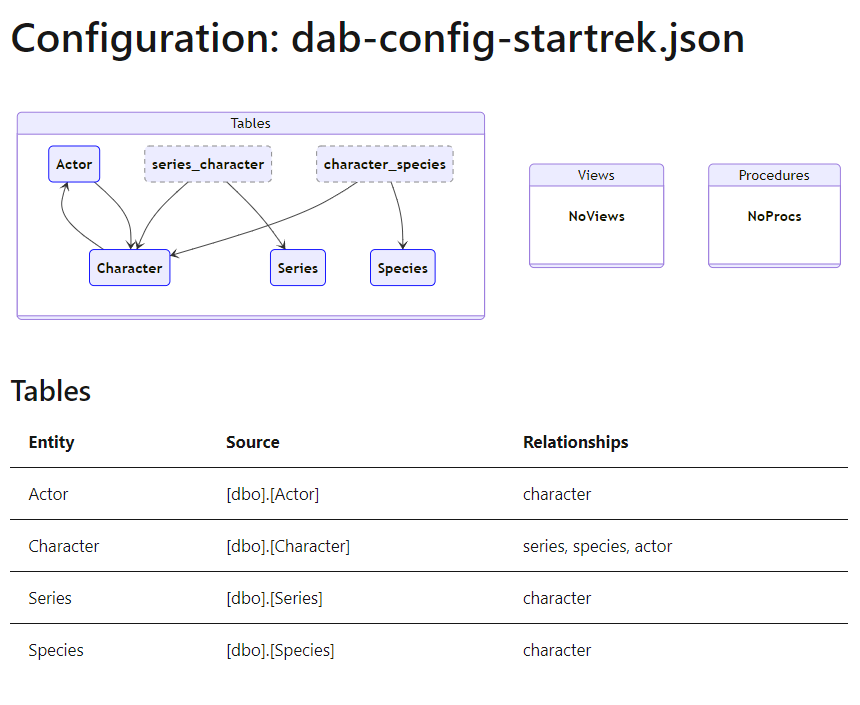 Configuration: dab-config-startrek.json
Tables
Actor
series_character
character_species
Character
Series
Species
Views
NoViews
Procedures
NoProcs
Tables
Entity Source Relationships
Actor [dbo].[Actor] character
Character [dbo].[Character] series, species, actor
Series [dbo].[Series] character
Species [dbo].[Species] character